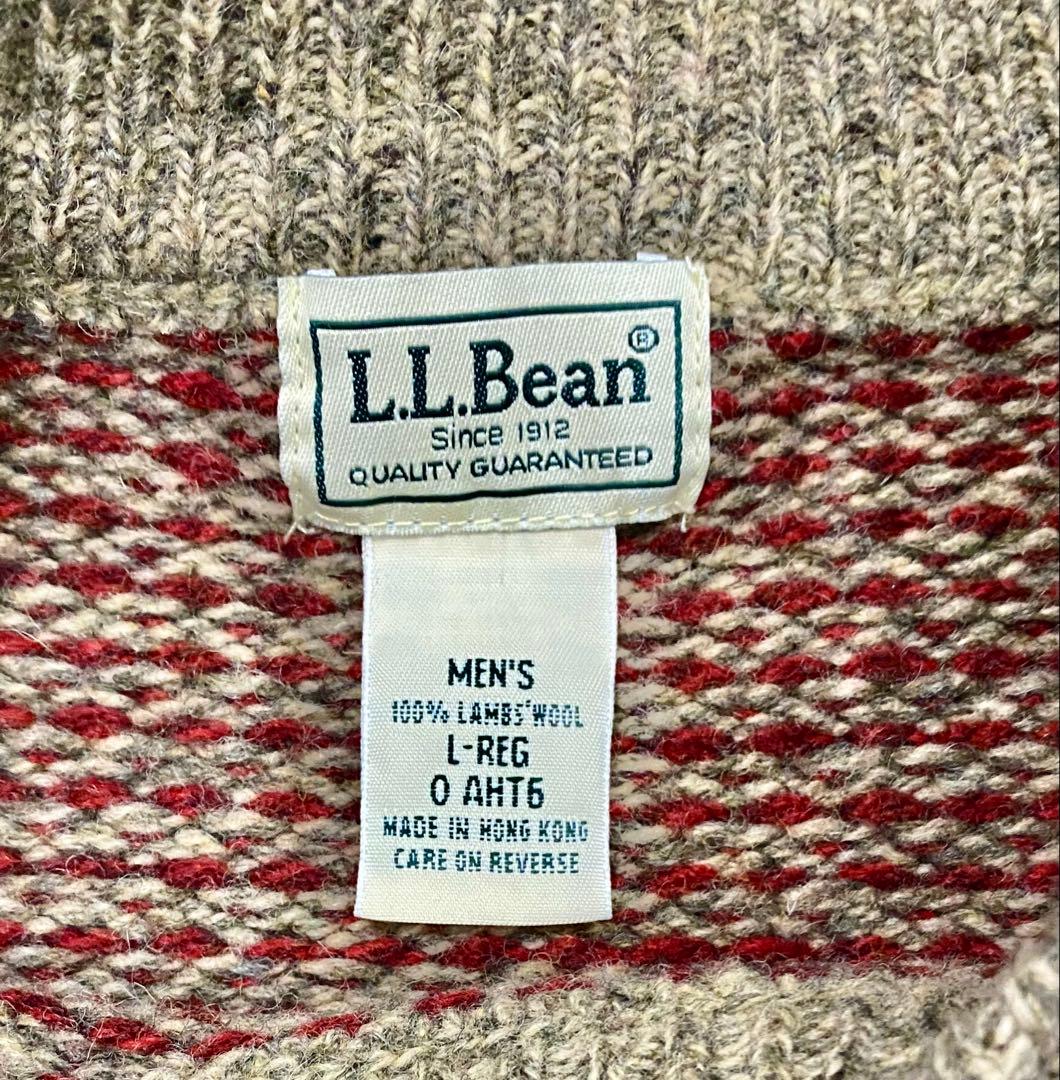 L.L.Bean®
Since 1912
QUALITY GUARANTEED
MEN'S
100% LAMBS' WOOL
L-REG
0 AHT6
MADE IN HONG KONG
CARE ON REVERSE